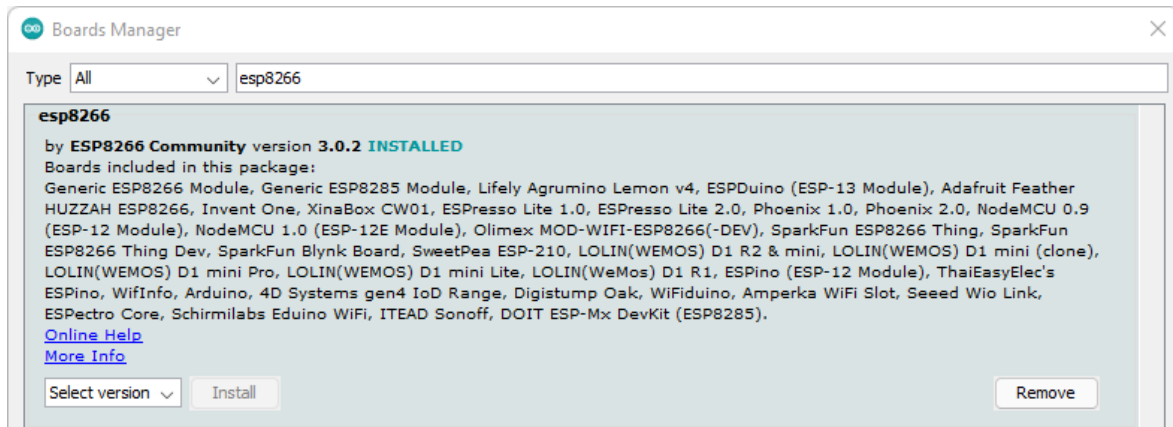 Boards Manager
Type All esp8266
esp8266
by ESP8266 Community version 3.0.2 INSTALLED
Boards included in this package:
Generic ESP8266 Module, Generic ESP8285 Module, Lifely Agrumino Lemon v4, ESPDuino (ESP-13 Module), Adafruit Feather
HUZZAH ESP8266, Invent One, XinaBox CW01, ESPresso Lite 1.0, ESPresso Lite 2.0, Phoenix 1.0, Phoenix 2.0, NodeMCU 0.9
(ESP-12 Module), NodeMCU 1.0 (ESP-12E Module), Olimex MOD-WIFI-ESP8266(-DEV), SparkFun ESP8266 Thing, SparkFun
ESP8266 Thing Dev, SparkFun Blynk Board, SweetPea ESP-210, LOLIN(WEMOS) D1 R2 & mini, LOLIN(WEMOS) D1 mini (clone),
LOLIN(WEMOS) D1 mini Pro, LOLIN(WEMOS) D1 mini Lite, LOLIN(WeMos) D1 R1, ESPino (ESP-12 Module), ThaiEasyElec's
ESPino, WifInfo, Arduino, 4D Systems gen4 IoD Range, Digistump Oak, WiFiduino, Amperka WiFi Slot, Seeed Wio Link,
ESPectro Core, Schirmilabs Eduino WiFi, ITEAD Sonoff, DOIT ESP-Mx DevKit (ESP8285).
Online Help
More Info
Select version Install Remove